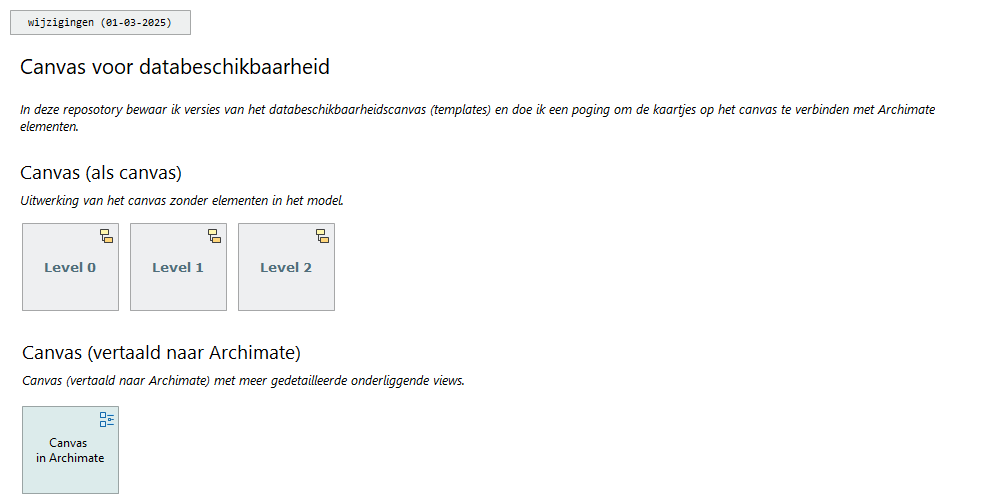 wijzigingen (01-03-2025)
Canvas voor databeschikbaarheid
In deze reposotory bewaar ik versies van het databeschikbaarheidscanvas (templates) en doe ik een poging om de kaartjes op het canvas te verbinden met Archimate
elementen.
Canvas (als canvas)
Uitwerking van het canvas zonder elementen in het model.
Level 0
Level 1
Level 2
Canvas (vertaald naar Archimate)
Canvas (vertaald naar Archimate) met meer gedetailleerde onderliggende views.
Canvas
in Archimate